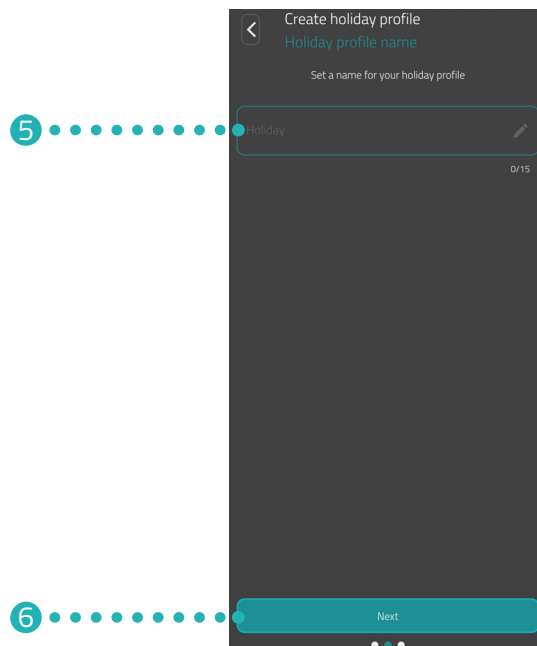 Create holiday profile
Holiday profile name
Set a name for your holiday profile
5
Holiday
0/15
6
Next